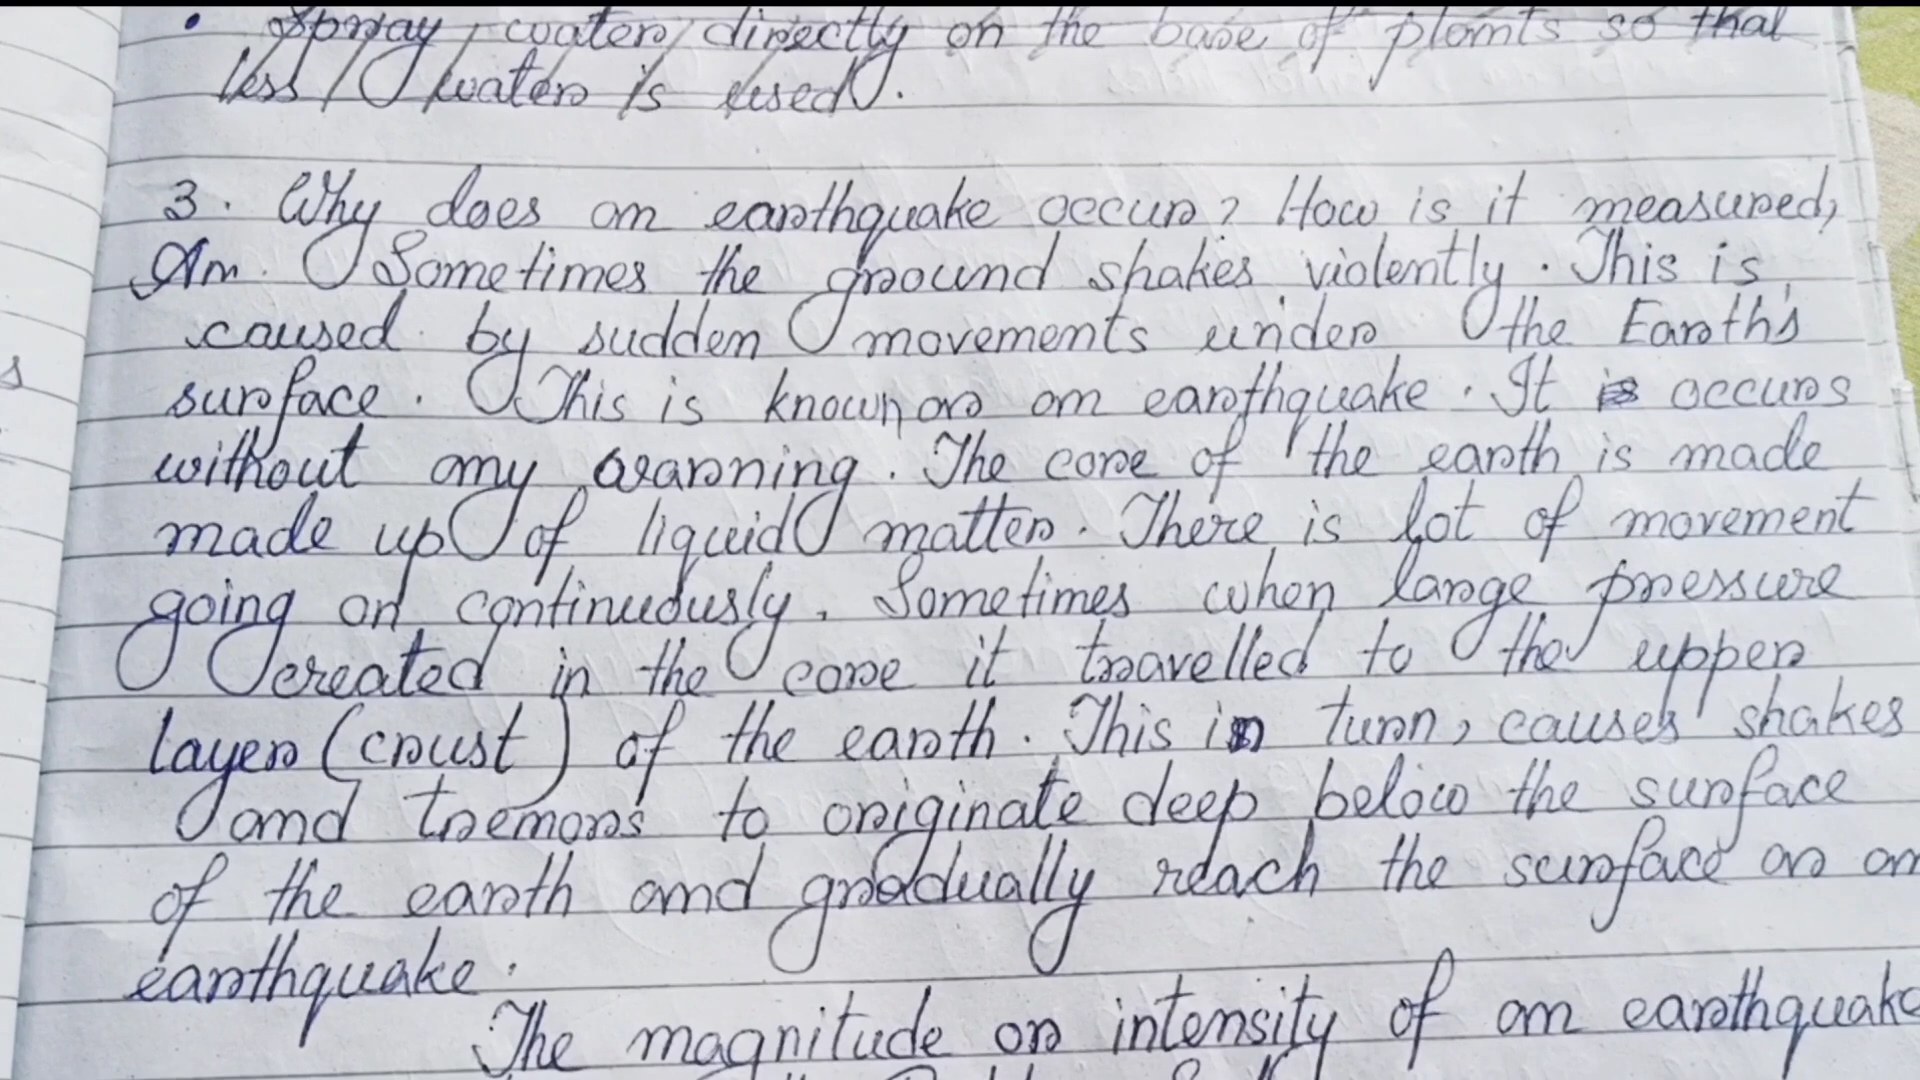 • Spray water directly on the base of plants so that
less water is used.
3. Why does an earthquake occur? How is it measured,
Ans. Sometimes the ground shakes violently. This is
caused by sudden movements under the Earth's
surface. This is known as an earthquake. It is occurs
without any warning. The core of the earth is made
made up of liquid matter. There is lot of movement
going on continuously. Sometimes when large pressure
created in the core it travelled to the upper
layer (crust) of the earth. This in turn, causes shakes
and tremors to originate deep below the surface
of the earth and gradually reach the surface as an
earthquake.
The magnitude or intensity of an earthquake